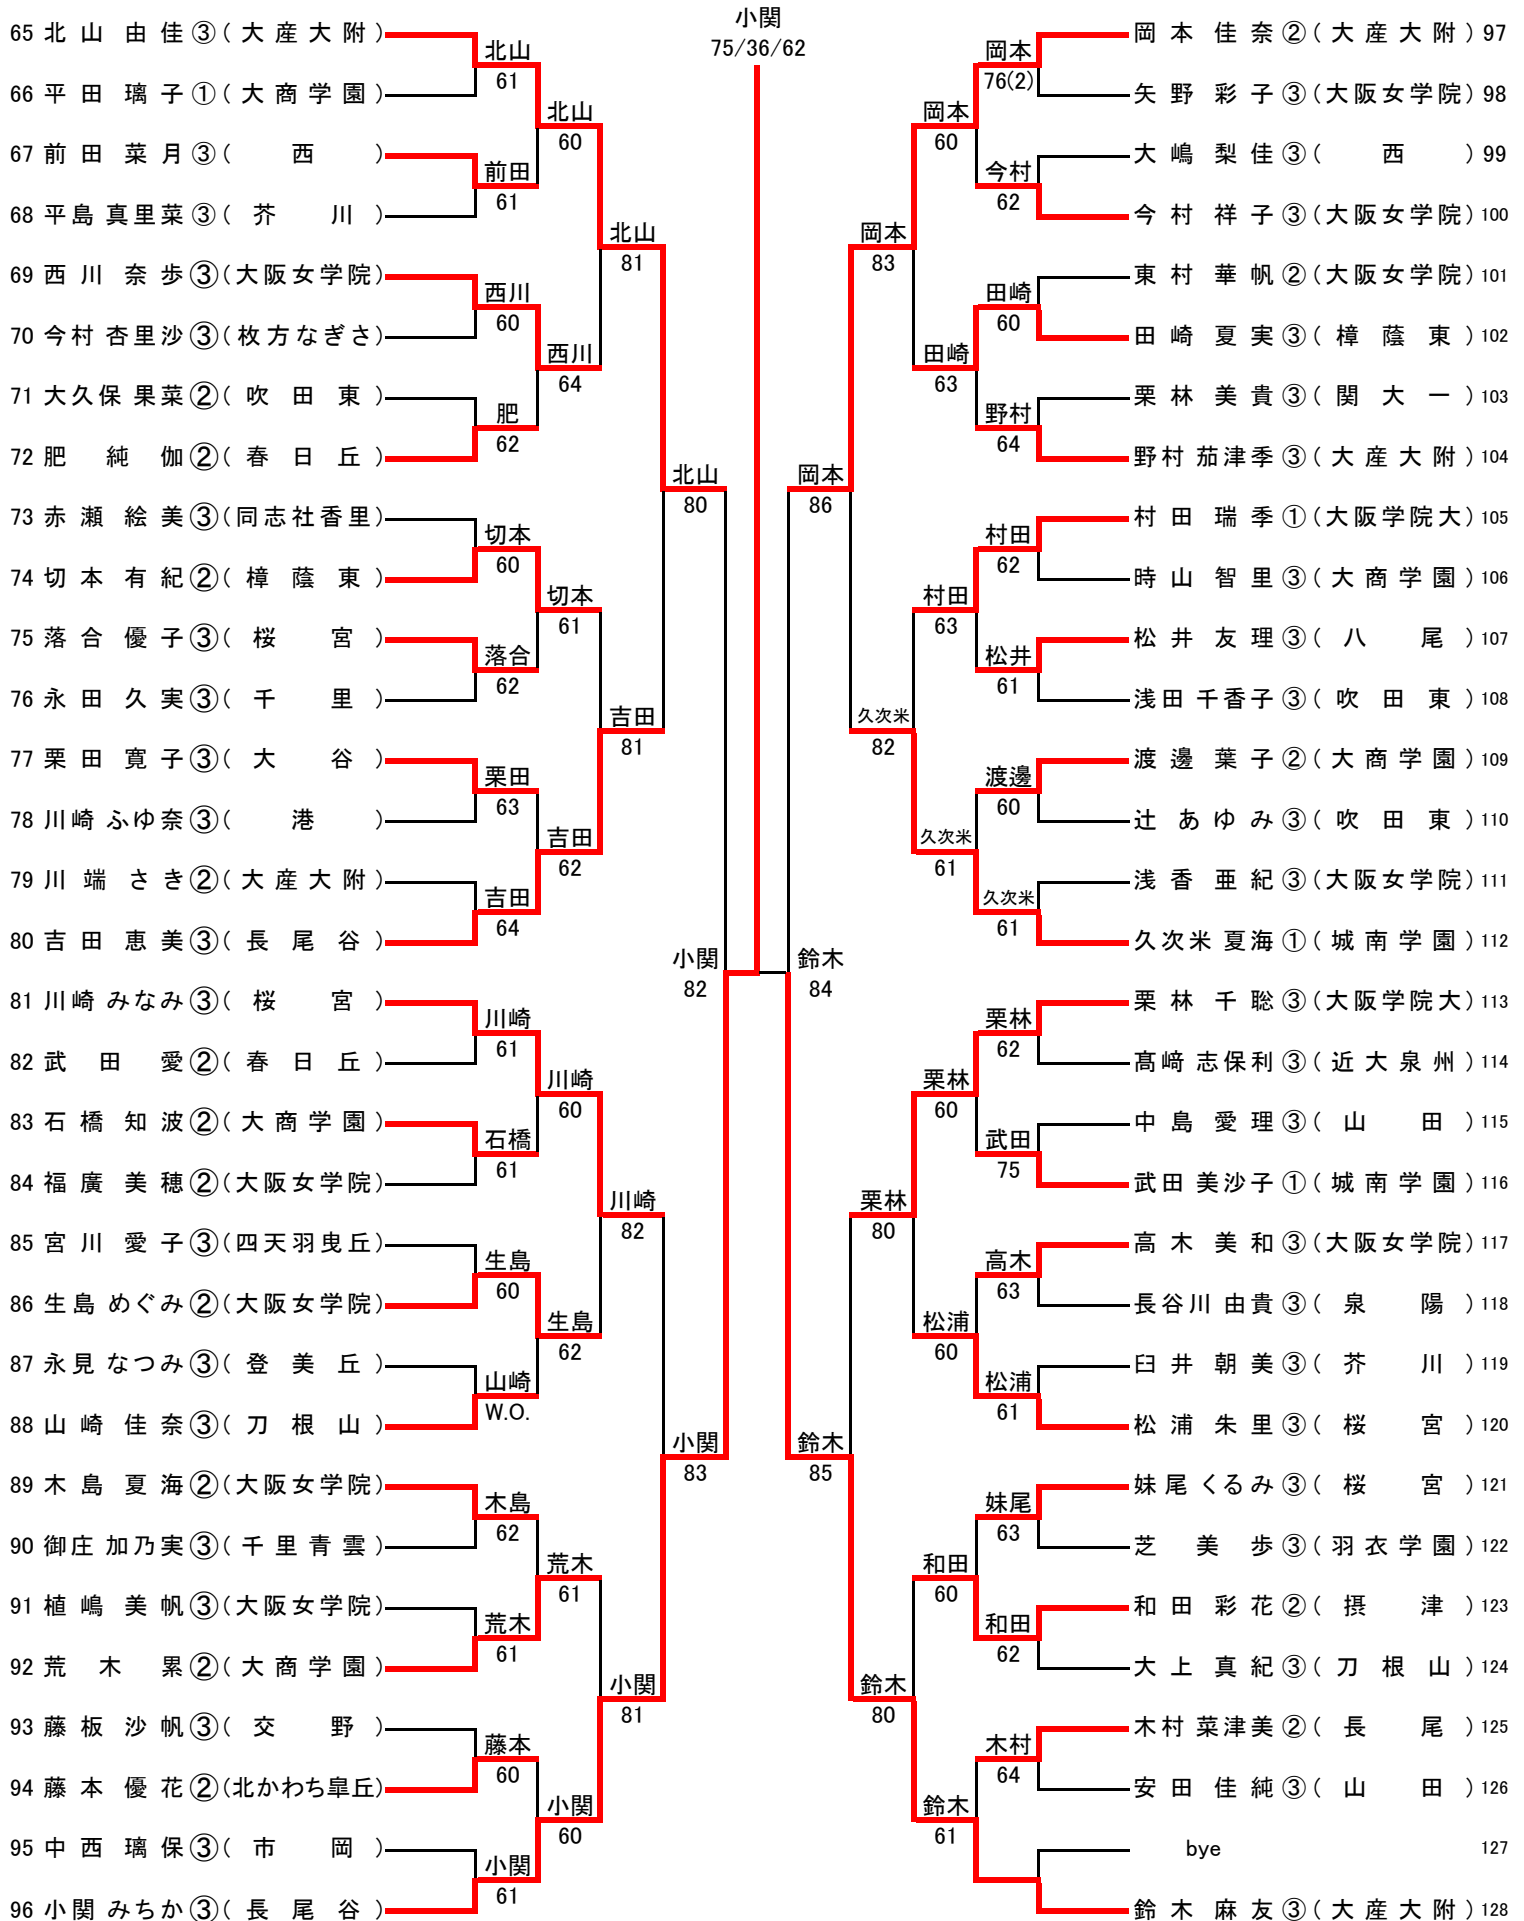 小関
75/36/62
65 北山 由佳③(大産大附)
66 平田 璃子①(大商学園)
67 前田 菜月③(西)
68 平島 真里菜③(芥川)
69 西川 奈歩③(大阪女学院)
70 今村 杏里沙③(枚方なぎさ)
71 大久保 果菜②(吹田東)
72 肥 純伽②(春日丘)
73 赤瀬 絵美③(同志社香里)
74 切本 有紀②(樟蔭東)
75 落合 優子③(桜宮)
76 永田 久実③(千里)
77 栗田 寛子③(大谷)
78 川崎 ふゆ奈③(港)
79 川端 さき②(大産大附)
80 吉田 恵美③(長尾谷)
81 川崎 みなみ③(桜宮)
82 武田 愛②(春日丘)
83 石橋 知波②(大商学園)
84 福廣 美穂②(大阪女学院)
85 宮川 愛子③(四天羽曳丘)
86 生島 めぐみ②(大阪女学院)
87 永見 なつみ③(登美丘)
88 山崎 佳奈③(刀根山)
89 木島 夏海②(大阪女学院)
90 御庄 加乃実③(千里青雲)
91 植嶋 美帆③(大阪女学院)
92 荒木 累②(大商学園)
93 藤板 沙帆③(交野)
94 藤本 優花②(北かわち皐丘)
95 中西 璃保③(市岡)
96 小関 みちか③(長尾谷)
北山
61
前田
61
西川
60
肥
62
切本
60
落合
62
栗田
63
吉田
64
川崎
61
石橋
61
生島
60
山崎
W.O.
木島
62
荒木
61
藤本
60
小関
61
北山
60
西川
64
切本
61
吉田
62
川崎
60
生島
62
荒木
61
小関
60
北山
81
吉田
81
川崎
82
小関
81
北山
80
小関
83
小関
82
鈴木
84
岡本
86
鈴木
85
岡本
83
久次米
82
栗林
80
鈴木
80
岡本
60
田崎
63
村田
63
久次米
61
栗林
60
松浦
60
和田
60
鈴木
61
岡本
76(2)
今村
62
田崎
60
野村
64
村田
62
松井
61
渡邊
60
久次米
61
栗林
62
武田
75
高木
63
松浦
61
妹尾
63
和田
62
木村
64
岡本 佳奈②(大産大附) 97
矢野 彩子③(大阪女学院) 98
大嶋 梨佳③(西) 99
今村 祥子③(大阪女学院) 100
東村 華帆②(大阪女学院) 101
田崎 夏実③(樟蔭東) 102
栗林 美貴③(関大一) 103
野村 茄津季③(大産大附) 104
村田 瑞季①(大阪学院大) 105
時山 智里③(大商学園) 106
松井 友理③(八尾) 107
浅田 千香子③(吹田東) 108
渡邊 葉子②(大商学園) 109
辻 あゆみ③(吹田東) 110
浅香 亜紀③(大阪女学院) 111
久次米 夏海①(城南学園) 112
栗林 千聡③(大阪学院大) 113
髙﨑 志保利③(近大泉州) 114
中島 愛理③(山田) 115
武田 美沙子①(城南学園) 116
高木 美和③(大阪女学院) 117
長谷川 由貴③(泉陽) 118
臼井 朝美③(芥川) 119
松浦 朱里③(桜宮) 120
妹尾 くるみ③(桜宮) 121
芝 美歩③(羽衣学園) 122
和田 彩花②(摂津) 123
大上 真紀③(刀根山) 124
木村 菜津美②(長尾) 125
安田 佳純③(山田) 126
bye 127
鈴木 麻友③(大産大附) 128